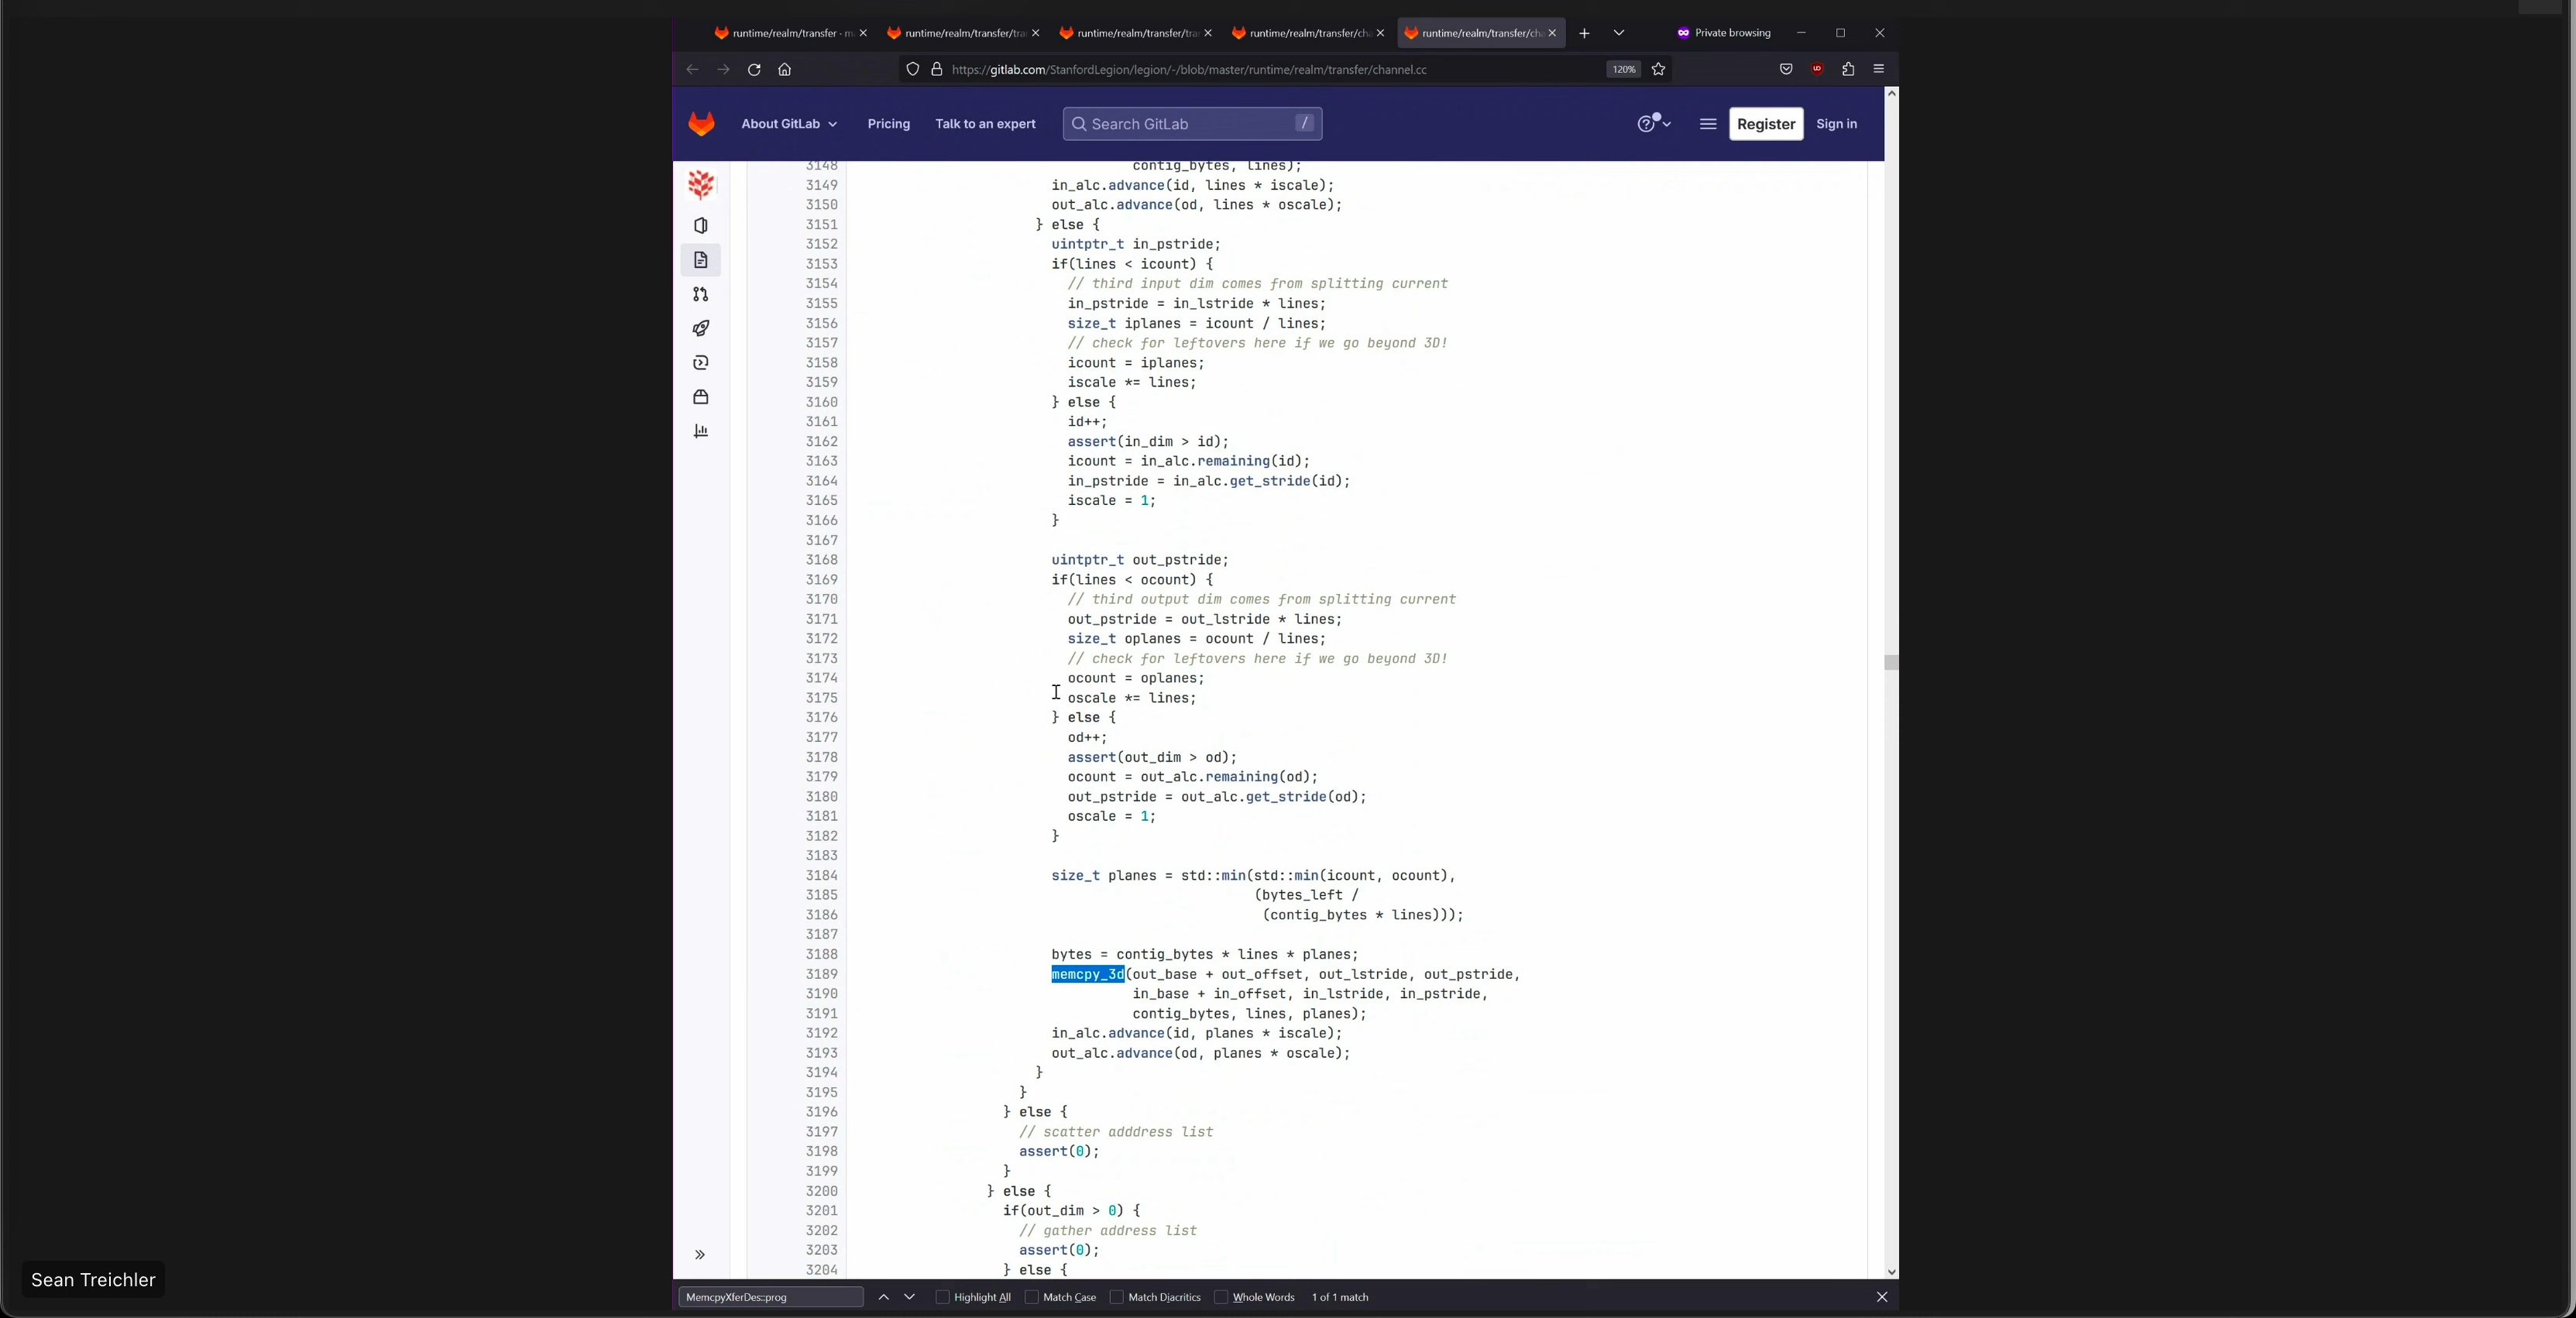 runtime/realm/transfer · m
runtime/realm/transfer/tra
runtime/realm/transfer/tra
runtime/realm/transfer/cha
runtime/realm/transfer/cha
Private browsing
https://gitlab.com/StanfordLegion/legion/-/blob/master/runtime/realm/transfer/channel.cc
120%
About GitLab
Pricing
Talk to an expert
Search GitLab
/
Register
Sign in
3148 contig_bytes, lines);
3149 in_alc.advance(id, lines * iscale);
3150 out_alc.advance(od, lines * oscale);
3151 } else {
3152 uintptr_t in_pstride;
3153 if(lines < icount) {
3154 // third input dim comes from splitting current
3155 in_pstride = in_lstride * lines;
3156 size_t iplanes = icount / lines;
3157 // check for leftovers here if we go beyond 3D!
3158 icount = iplanes;
3159 iscale *= lines;
3160 } else {
3161 id++;
3162 assert(in_dim > id);
3163 icount = in_alc.remaining(id);
3164 in_pstride = in_alc.get_stride(id);
3165 iscale = 1;
3166 }
3167
3168 uintptr_t out_pstride;
3169 if(lines < ocount) {
3170 // third output dim comes from splitting current
3171 out_pstride = out_lstride * lines;
3172 size_t oplanes = ocount / lines;
3173 // check for leftovers here if we go beyond 3D!
3174 ocount = oplanes;
3175 oscale *= lines;
3176 } else {
3177 od++;
3178 assert(out_dim > od);
3179 ocount = out_alc.remaining(od);
3180 out_pstride = out_alc.get_stride(od);
3181 oscale = 1;
3182 }
3183
3184 size_t planes = std::min(std::min(icount, ocount),
3185 (bytes_left /
3186 (contig_bytes * lines)));
3187
3188 bytes = contig_bytes * lines * planes;
3189 memcpy_3d(out_base + out_offset, out_lstride, out_pstride,
3190 in_base + in_offset, in_lstride, in_pstride,
3191 contig_bytes, lines, planes);
3192 in_alc.advance(id, planes * iscale);
3193 out_alc.advance(od, planes * oscale);
3194 }
3195 }
3196 } else {
3197 // scatter adddress list
3198 assert(0);
3199 }
3200 } else {
3201 if(out_dim > 0) {
3202 // gather address list
3203 assert(0);
3204 } else {
Sean Treichler
MemcpyXferDes::prog
Highlight All
Match Case
Match Diacritics
Whole Words
1 of 1 match